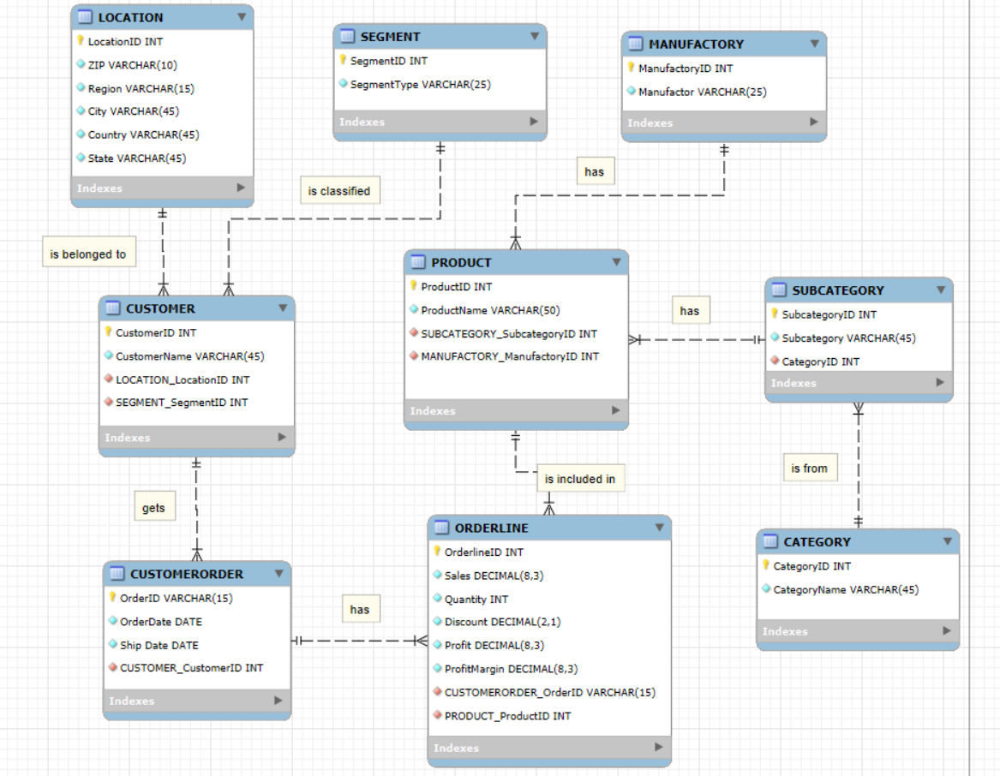 LOCATION
LocationID INT
ZIP VARCHAR(10)
Region VARCHAR(15)
City VARCHAR(45)
Country VARCHAR(45)
State VARCHAR(45)
Indexes
SEGMENT
SegmentID INT
SegmentType VARCHAR(25)
Indexes
MANUFACTORY
ManufactoryID INT
Manufactor VARCHAR(25)
Indexes
is classified
has
is belonged to
CUSTOMER
CustomerID INT
CustomerName VARCHAR(45)
LOCATION_LocationID INT
SEGMENT_SegmentID INT
Indexes
PRODUCT
ProductID INT
ProductName VARCHAR(50)
SUBCATEGORY_SubcategoryID INT
MANUFACTORY_ManufactoryID INT
Indexes
has
SUBCATEGORY
SubcategoryID INT
Subcategory VARCHAR(45)
CategoryID INT
Indexes
gets
is included in
is from
CUSTOMERORDER
OrderID VARCHAR(15)
OrderDate DATE
Ship Date DATE
CUSTOMER_CustomerID INT
Indexes
has
ORDERLINE
OrderlineID INT
Sales DECIMAL(8,3)
Quantity INT
Discount DECIMAL(2,1)
Profit DECIMAL(8,3)
ProfitMargin DECIMAL(8,3)
CUSTOMERORDER_OrderID VARCHAR(15)
PRODUCT_ProductID INT
Indexes
CATEGORY
CategoryID INT
CategoryName VARCHAR(45)
Indexes